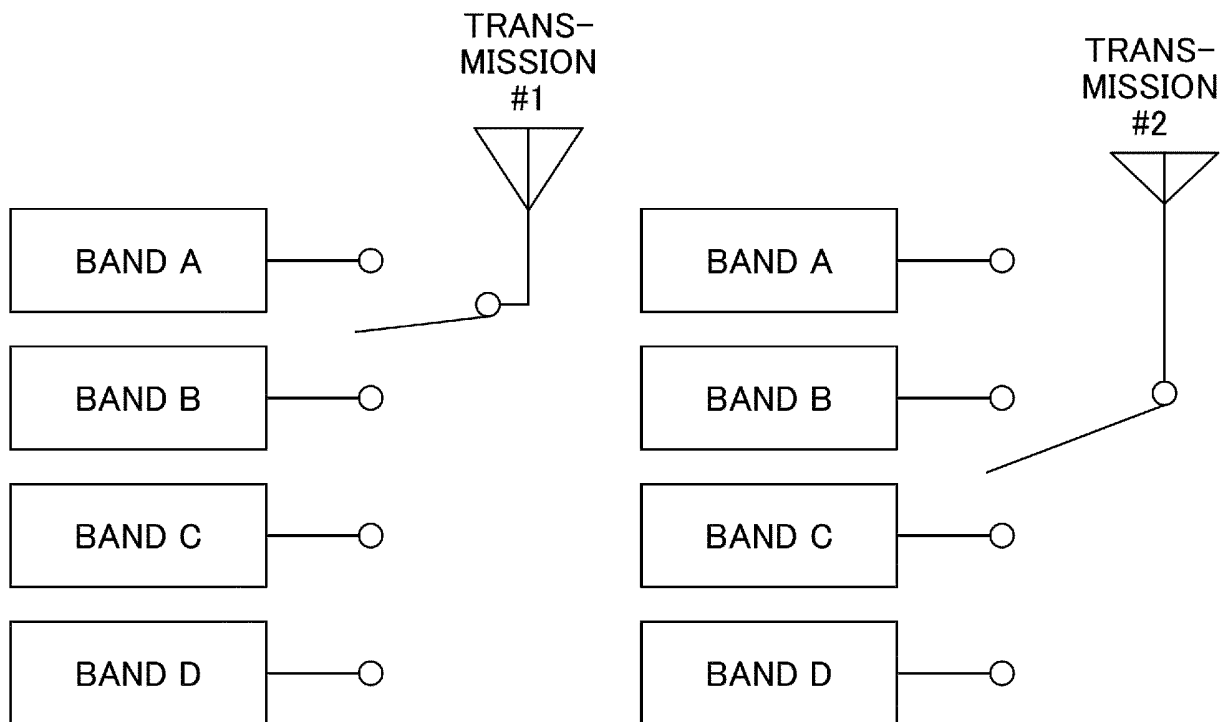 TRANS-
MISSION
#1
TRANS-
MISSION
#2
BAND A
BAND A
BAND B
BAND B
BAND C
BAND C
BAND D
BAND D